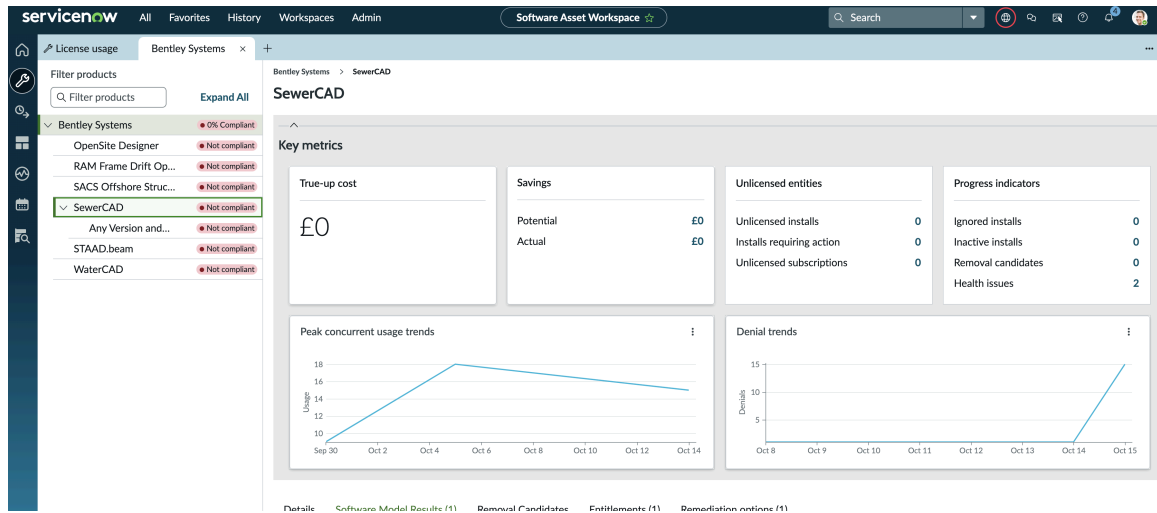 servicenow All Favorites History Workspaces Admin Software Asset Workspace Search 4
License usage Bentley Systems × +
Filter products
Filter products Expand All
Bentley Systems 0% Compliant
OpenSite Designer Not compliant
RAM Frame Drift Op... Not compliant
SACS Offshore Struc... Not compliant
SewerCAD Not compliant
Any Version and... Not compliant
STAAD.beam Not compliant
WaterCAD Not compliant
Bentley Systems > SewerCAD
SewerCAD
Key metrics
True-up cost
£0
Savings
Potential £0
Actual £0
Unlicensed entities
Unlicensed installs 0
Installs requiring action 0
Unlicensed subscriptions 0
Progress indicators
Ignored installs 0
Inactive installs 0
Removal candidates 0
Health issues 2
Peak concurrent usage trends
Usage
18
16
14
12
10
Sep 30 Oct 2 Oct 4 Oct 6 Oct 8 Oct 10 Oct 12 Oct 14
Denial trends
Denials
15
10
5
Oct 8 Oct 9 Oct 10 Oct 11 Oct 12 Oct 13 Oct 14 Oct 15
Details Software Model Results (1) Removal Candidates Entitlements (1) Remediation options (1)